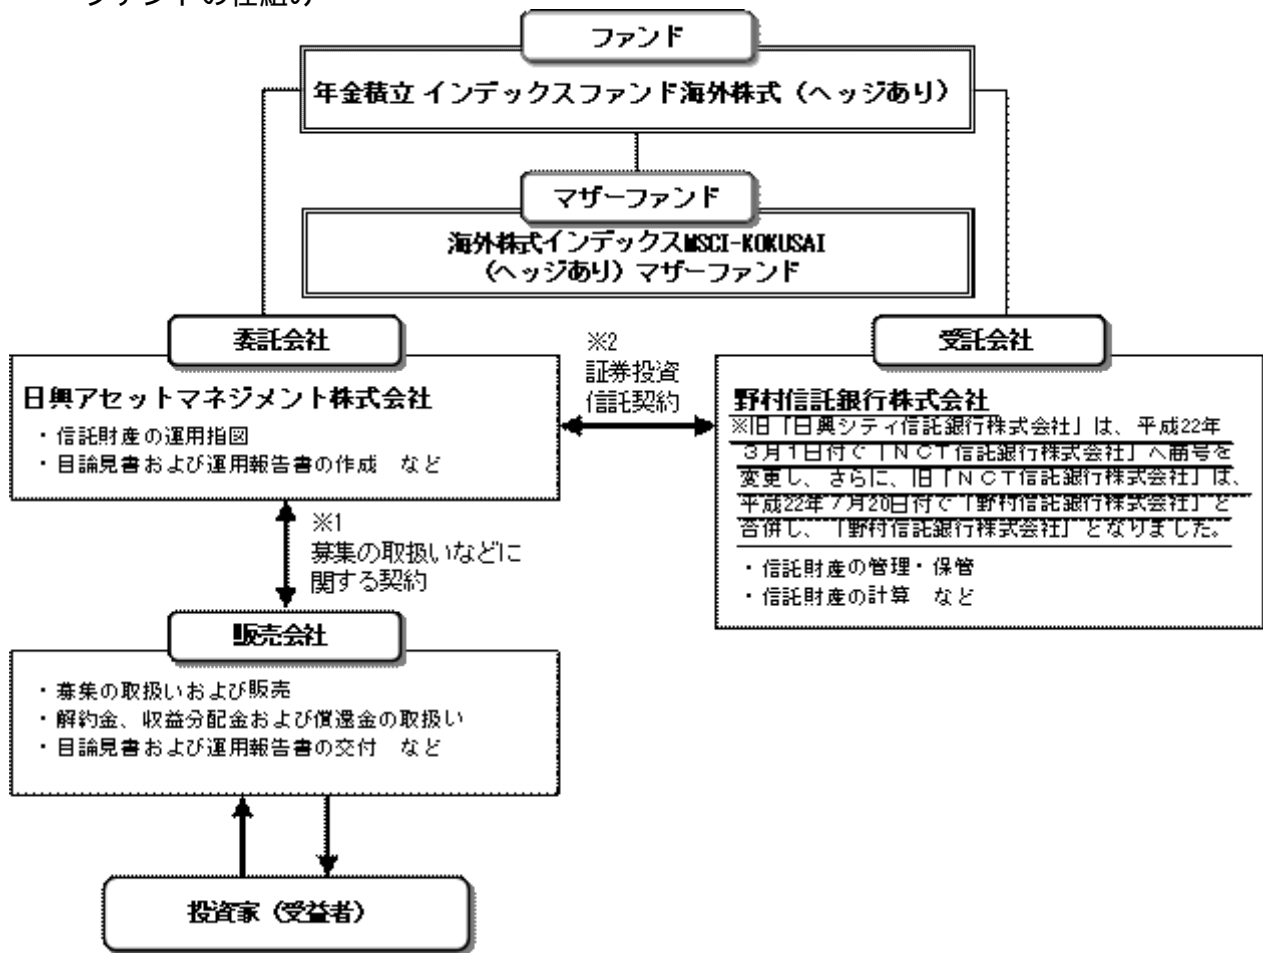 ファンドの仕組み
ファンド
年金積立 インデックスファンド海外株式（ヘッジあり）
マザーファンド
海外株式インデックスMSCI-KOKUSAI
（ヘッジあり）マザーファンド
委託会社
日興アセットマネジメント株式会社
・信託財産の運用指図
・目論見書および運用報告書の作成　など
※2
証券投資
信託契約
受託会社
野村信託銀行株式会社
※旧「日興シティ信託銀行株式会社」は、平成22年
３月１日付で「ＮＣＴ信託銀行株式会社」へ商号を
変更し、さらに、旧「ＮＣＴ信託銀行株式会社」は、
平成22年７月20日付で「野村信託銀行株式会社」と
合併し、「野村信託銀行株式会社」となりました。
・信託財産の管理・保管
・信託財産の計算　など
※1
募集の取扱いなどに
関する契約
販売会社
・募集の取扱いおよび販売
・解約金、収益分配金および償還金の取扱い
・目論見書および運用報告書の交付　など
投資家（受益者）